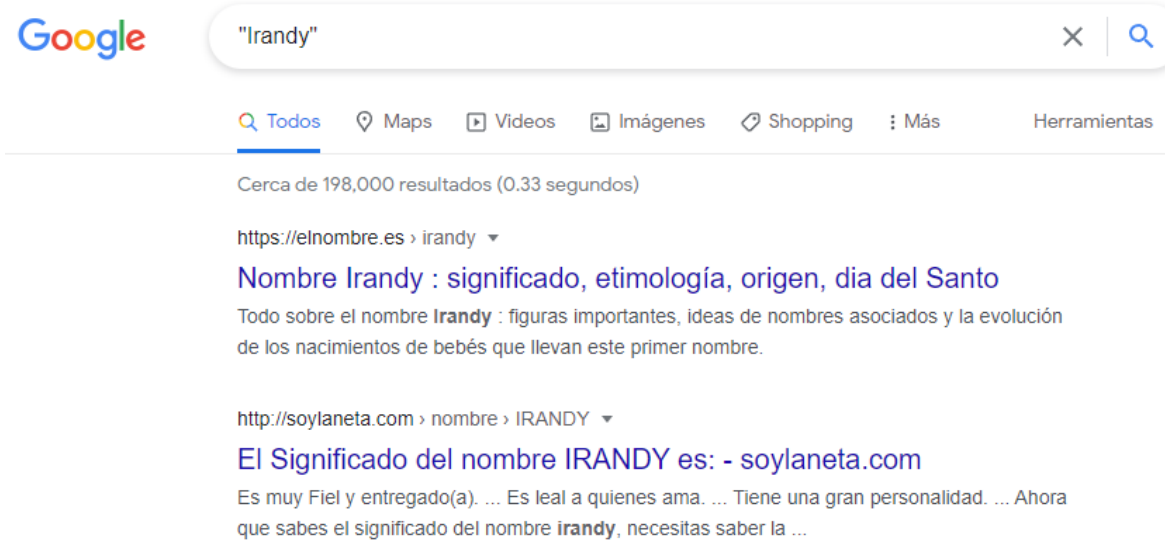 Google
"Irandy"
Todos Maps Videos Imágenes Shopping Más Herramientas
Cerca de 198,000 resultados (0.33 segundos)
https://elnombre.es › irandy
Nombre Irandy : significado, etimología, origen, dia del Santo
Todo sobre el nombre Irandy : figuras importantes, ideas de nombres asociados y la evolución
de los nacimientos de bebés que llevan este primer nombre.
http://soylaneta.com › nombre › IRANDY
El Significado del nombre IRANDY es: - soylaneta.com
Es muy Fiel y entregado(a). ... Es leal a quienes ama. ... Tiene una gran personalidad. ... Ahora
que sabes el significado del nombre irandy, necesitas saber la ...